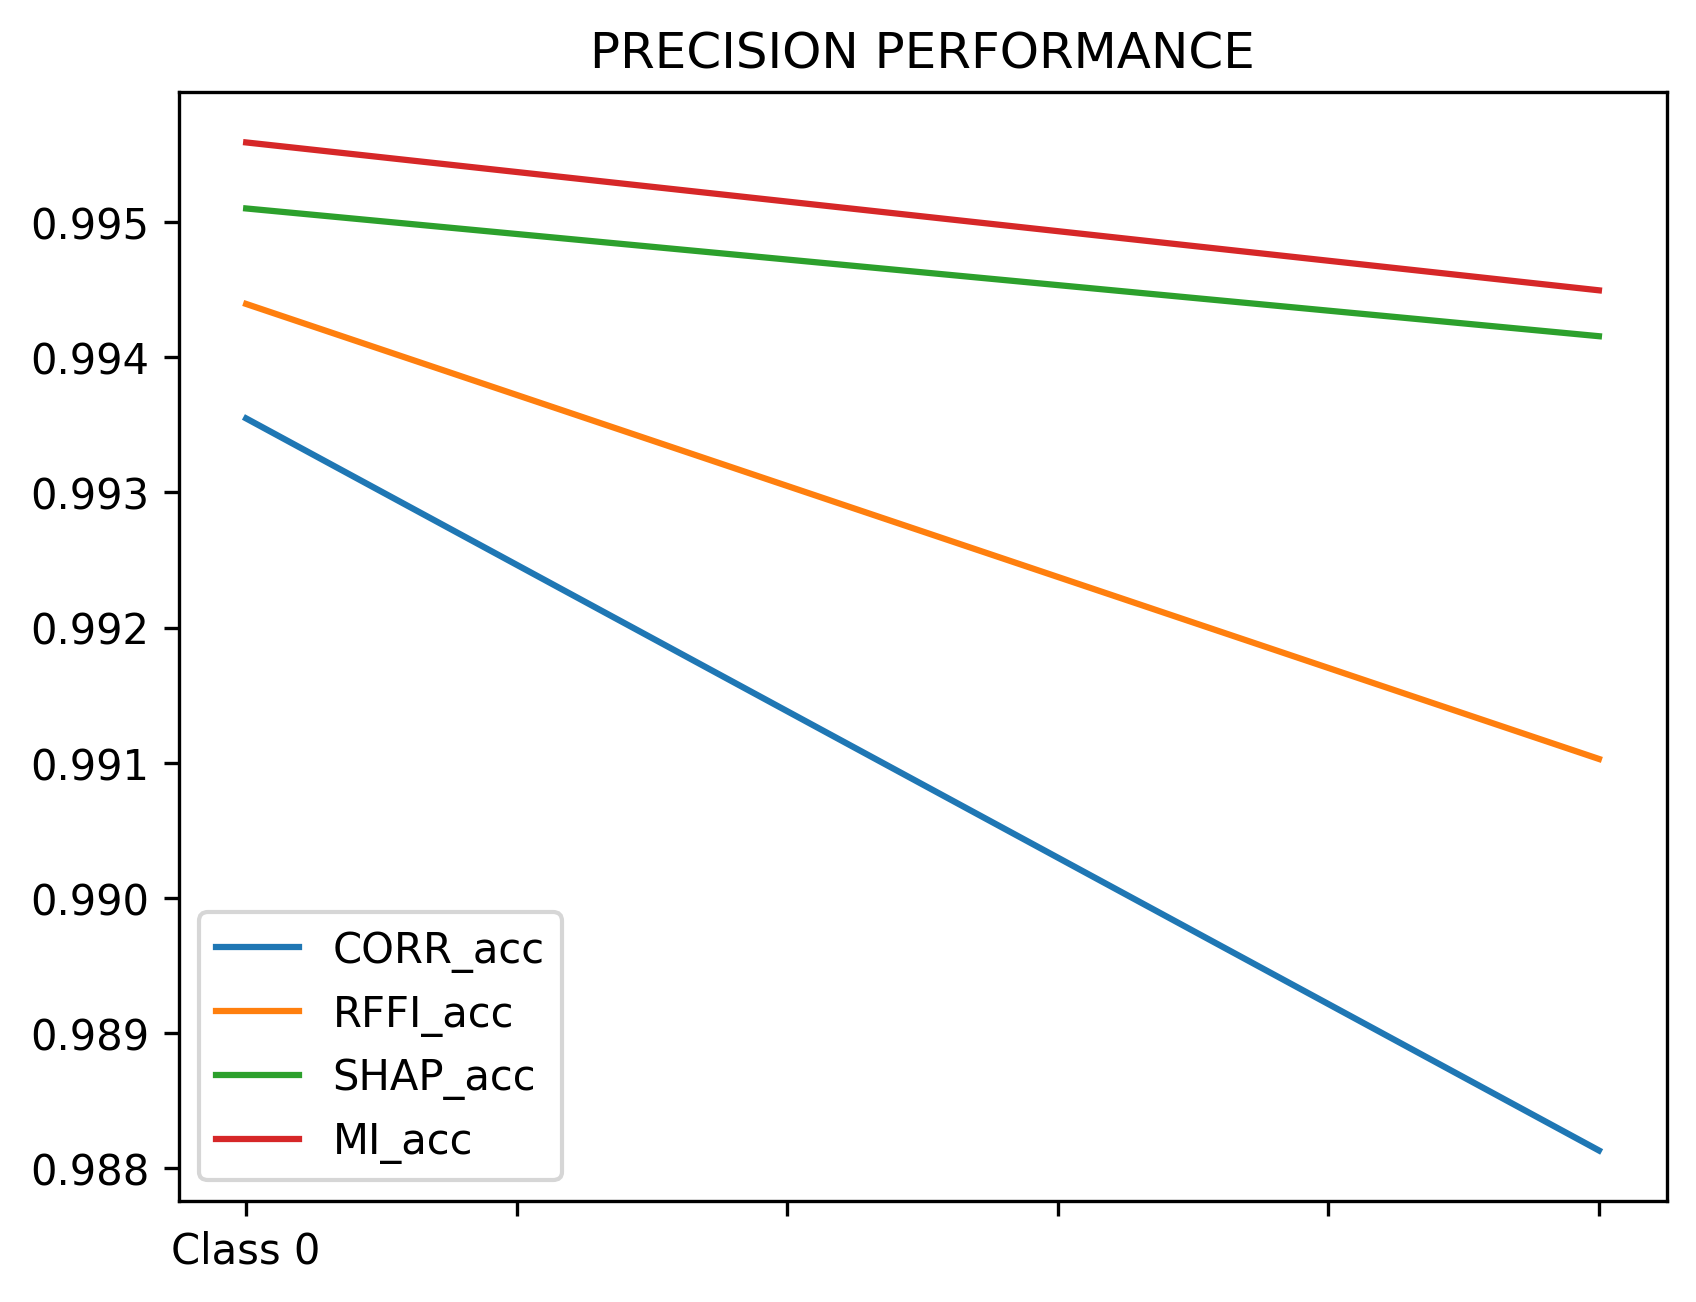 PRECISION PERFORMANCE
0.995
0.994
0.993
0.992
0.991
0.990
0.989
0.988
CORR_acc
RFFI_acc
SHAP_acc
MI_acc
Class 0